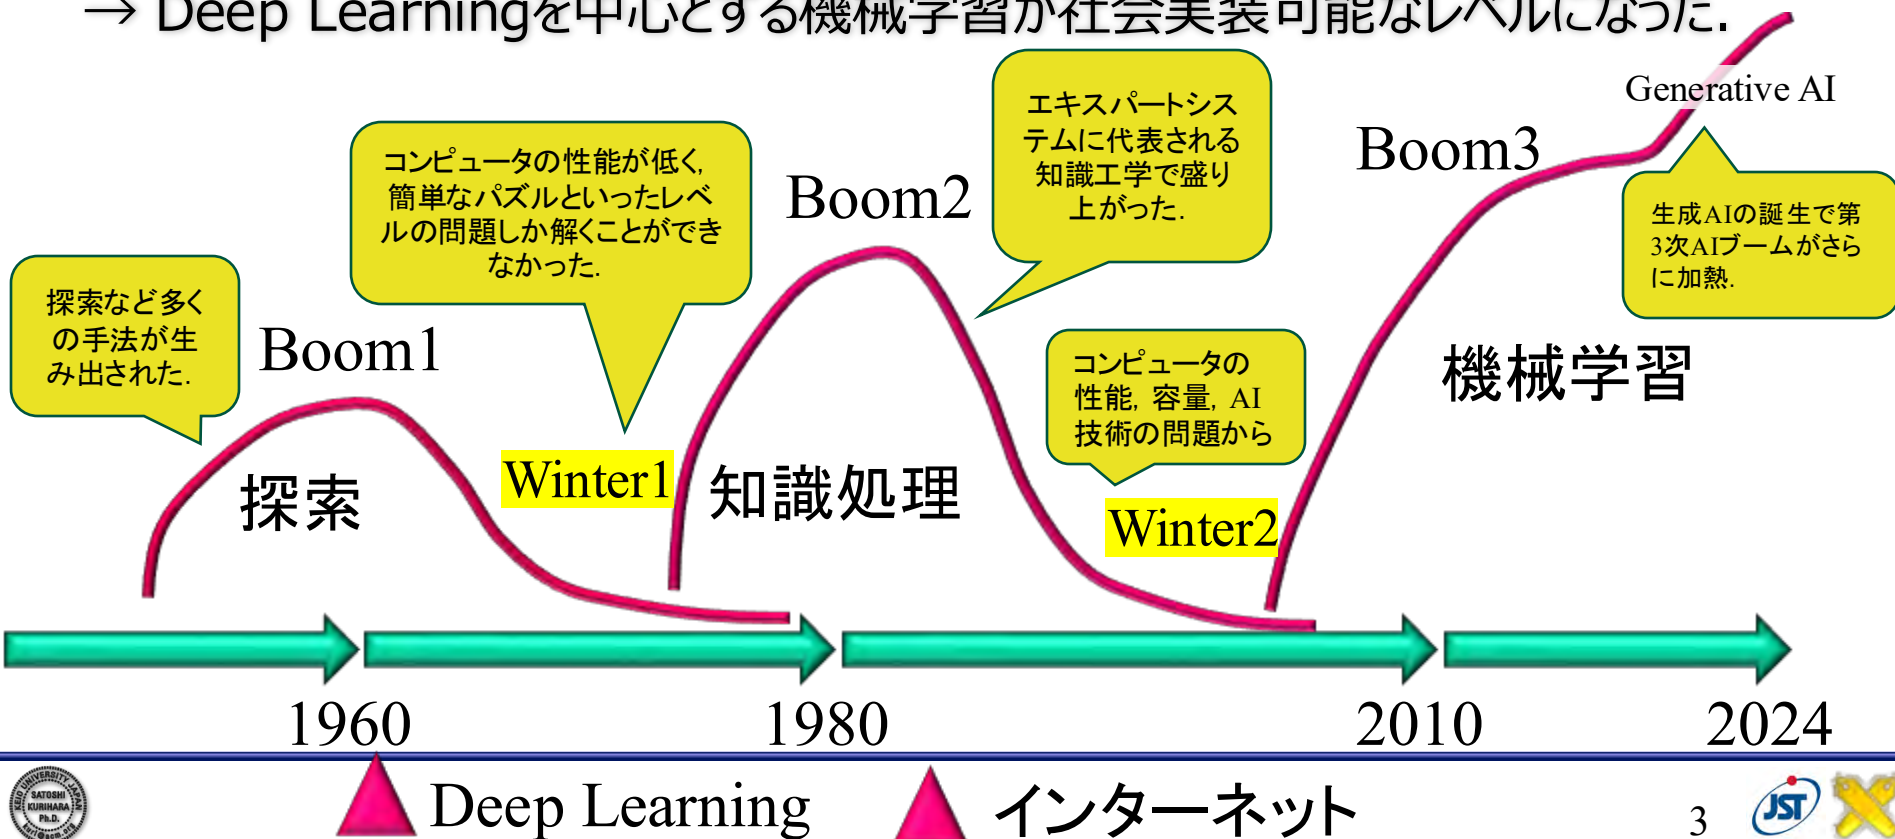 → Deep Learningを中心とする機械学習が社会実装可能なレベルになった.
Generative AI
エキスパートシス
テムに代表される
知識工学で盛り
上がった.
Boom3
コンピュータの性能が低く,
簡単なパズルといったレベ
ルの問題しか解くことができ
なかった.
Boom2
生成AIの誕生で第
3次AIブームがさら
に加熱.
探索など多く
の手法が生
み出された.
Boom1
コンピュータの
性能, 容量, AI
技術の問題から
機械学習
Winter1
知識処理
探索
Winter2
1960
1980
2010
2024
Deep Learning
インターネット
3
KEIO UNIVERSITY, JAPAN
SATOSHI
KURIHARA
Ph.D.
kuri@acm.org
JST